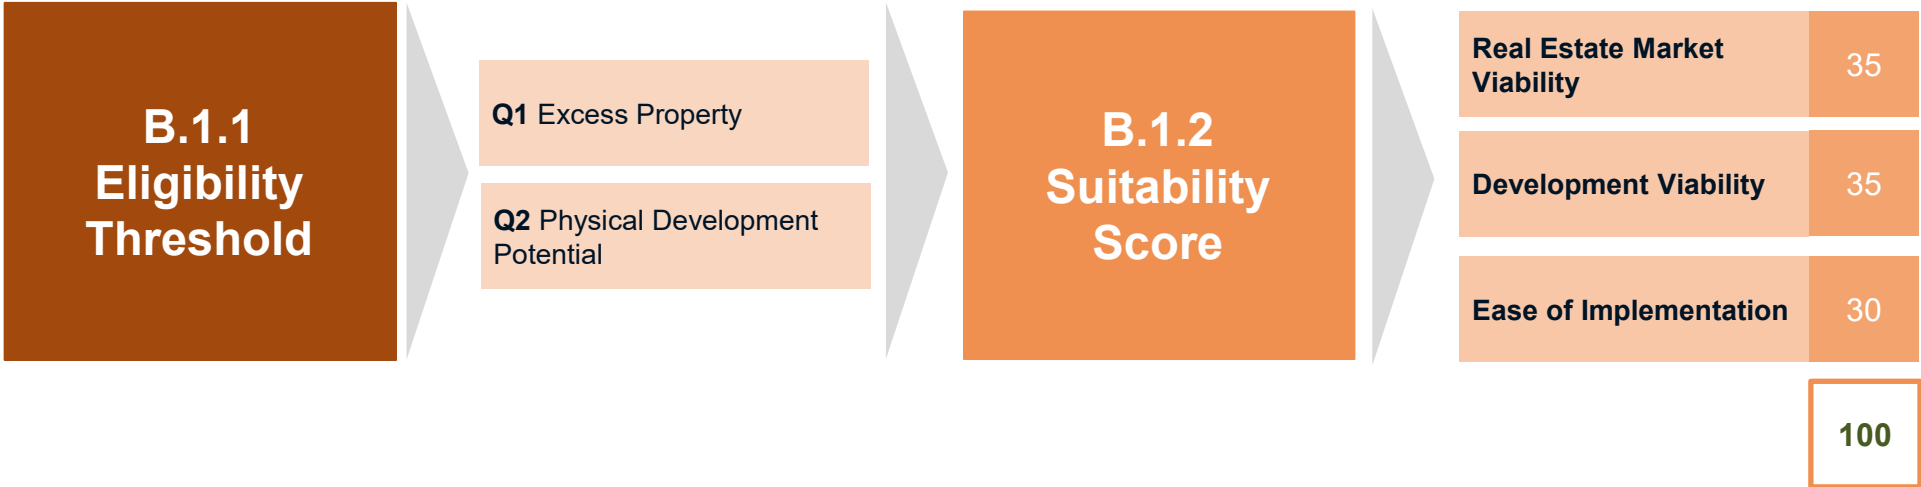 B.1.1
Eligibility
Threshold
Q1 Excess Property
Q2 Physical Development
Potential
B.1.2
Suitability
Score
Real Estate Market
Viability
35
Development Viability
35
Ease of Implementation
30
100